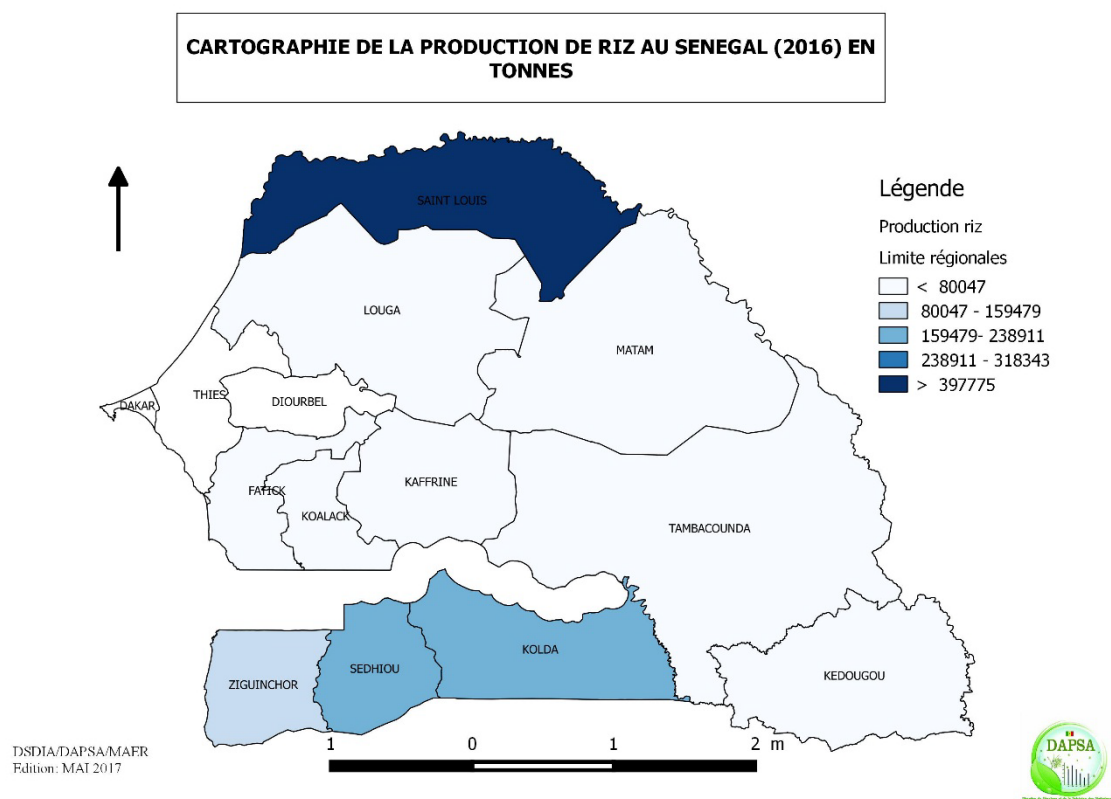 CARTOGRAPHIE DE LA PRODUCTION DE RIZ AU SENEGAL (2016) EN
TONNES
SAINT LOUIS
LOUGA
MATAM
DAKAR
THIES
DIOURBEL
FATICK
KOALACK
KAFFRINE
TAMBACOUNDA
ZIGUINCHOR
SEDHIOU
KOLDA
KEDOUGOU
Légende
Production riz
Limite régionales
< 80047
80047 - 159479
159479- 238911
238911 - 318343
> 397775
1 0 1 2 m
DSDIA/DAPSA/MAER
Edition: MAI 2017
DAPSA